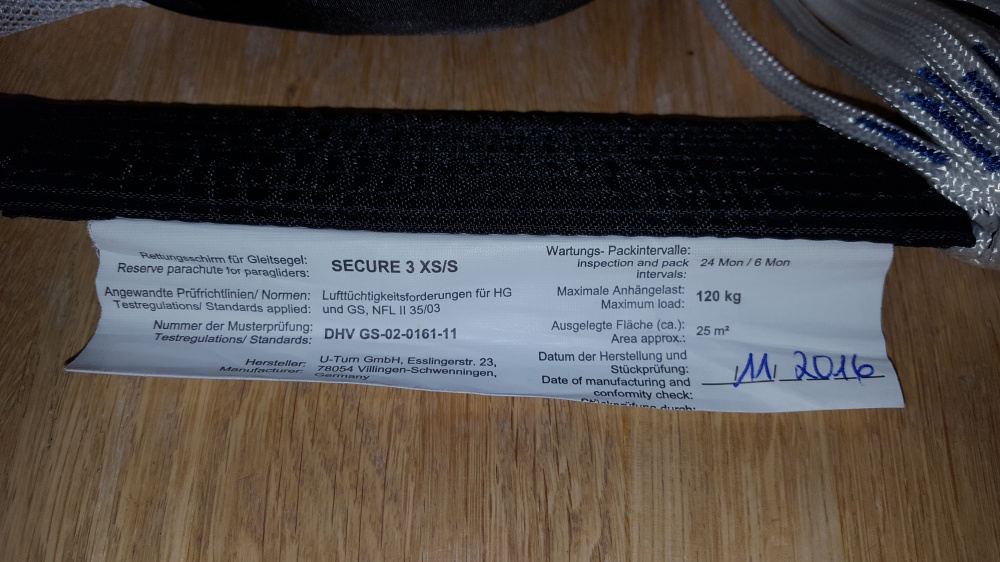 Rettungsschirm für Gleitsegel:
Reserve parachute for paragliders:
SECURE 3 XS/S
Angewandte Prüfrichtlinien/ Normen:
Testregulations/ Standards applied:
Lufttüchtigkeitsforderungen für HG
und GS, NFL II 35/03
Nummer der Musterprüfung:
Testregulations/ Standards:
DHV GS-02-0161-11
Hersteller:
Manufacturer:
U-Turn GmbH, Esslingerstr. 23,
78054 Villingen-Schwenningen,
Germany
Wartungs- Packintervalle:
inspection and pack
intervals:
24 Mon / 6 Mon
Maximale Anhängelast:
Maximum load:
120 kg
Ausgelegte Fläche (ca.):
Area approx.:
25 m²
Datum der Herstellung und
Stückprüfung:
Date of manufacturing and
conformity check:
11 2016
Stückprüfung durch: